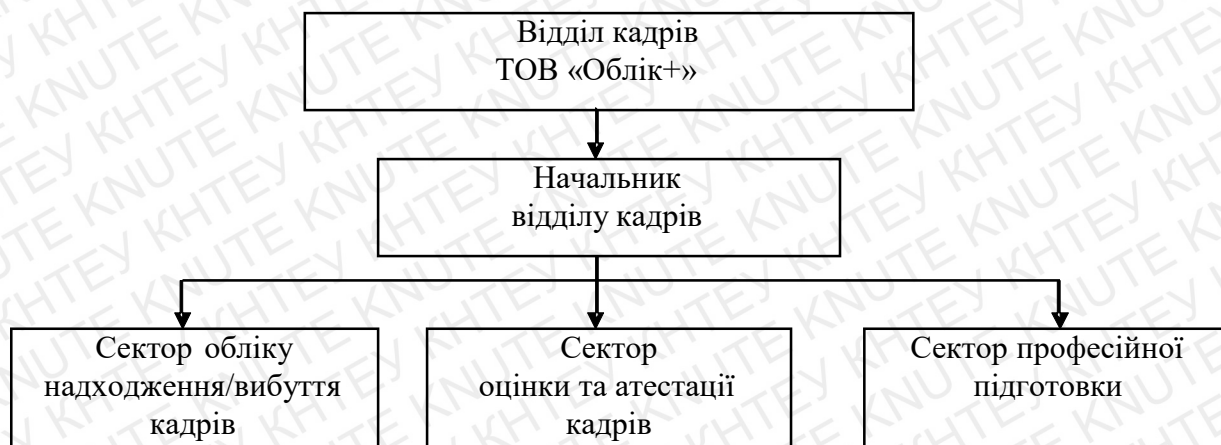 Відділ кадрів
ТОВ «Облік+»
Начальник
відділу кадрів
Сектор обліку
надходження/вибуття
кадрів
Сектор
оцінки та атестації
кадрів
Сектор професійної
підготовки